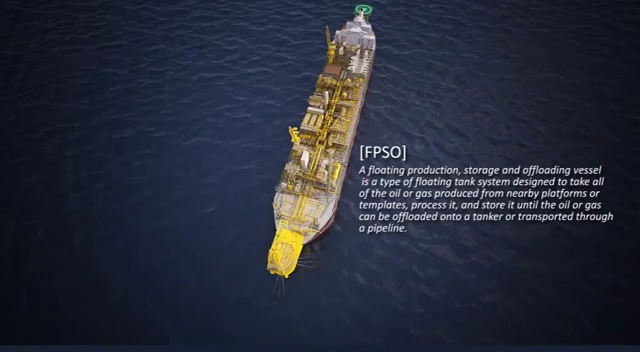 [FPSO]
A floating production, storage and offloading vessel
is a type of floating tank system designed to take all
of the oil or gas produced from nearby platforms or
templates, process it, and store it until the oil or gas
can be offloaded onto a tanker or transported through
a pipeline.